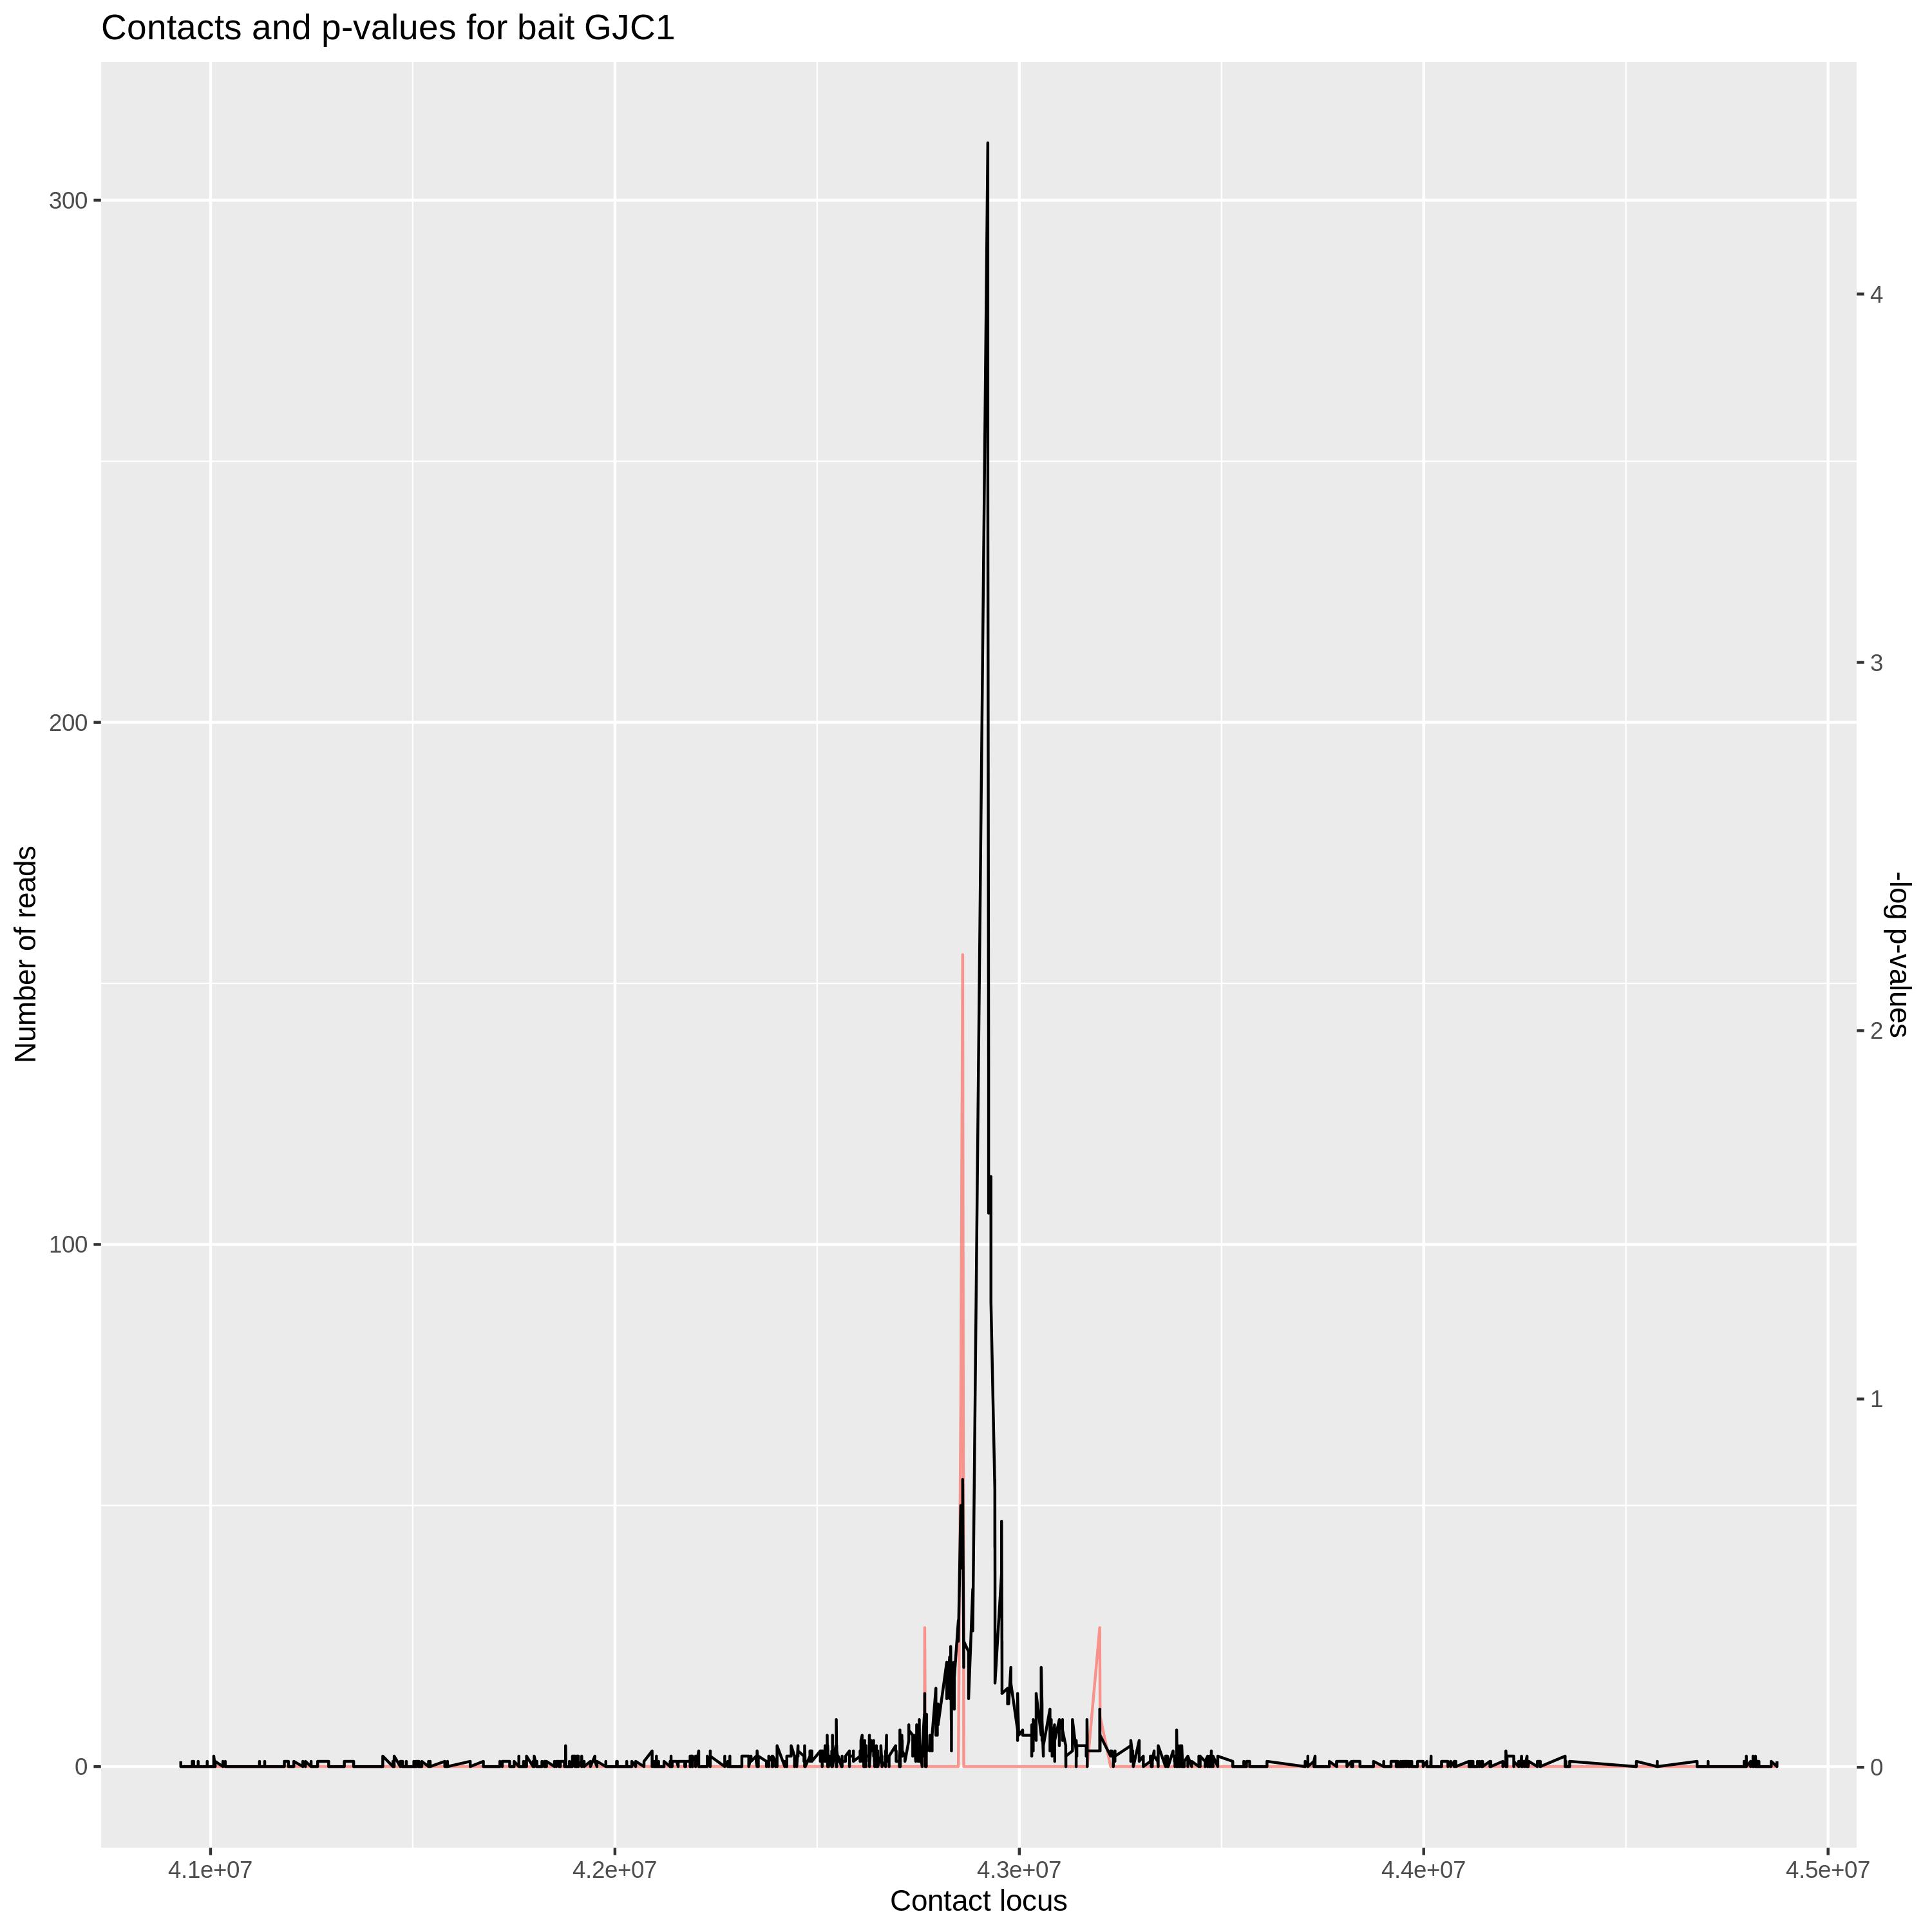 Contacts and p-values for bait GJC1
300
200
100
0
Number of reads
4
3
2
1
0
-log p-values
4.1e+07
4.2e+07
4.3e+07
4.4e+07
4.5e+07
Contact locus